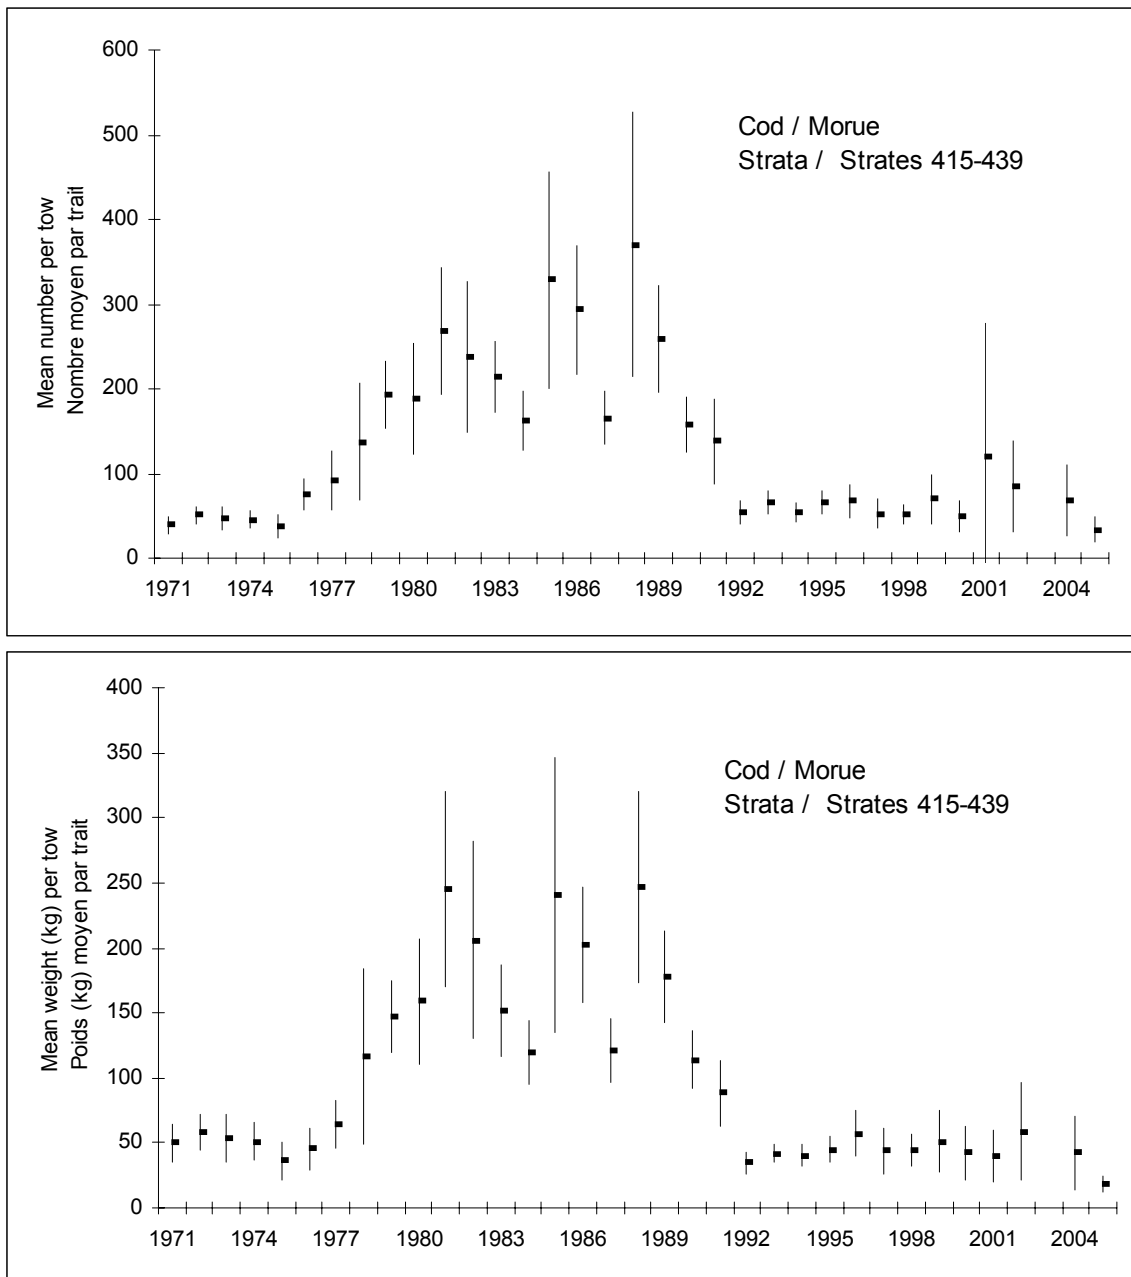 600
500
400
300
200
100
0
Mean number per tow
Nombre moyen par trait
Cod / Morue
Strata / Strates 415-439
1971 1974 1977 1980 1983 1986 1989 1992 1995 1998 2001 2004
400
350
300
250
200
150
100
50
0
Mean weight (kg) per tow
Poids (kg) moyen par trait
Cod / Morue
Strata / Strates 415-439
1971 1974 1977 1980 1983 1986 1989 1992 1995 1998 2001 2004